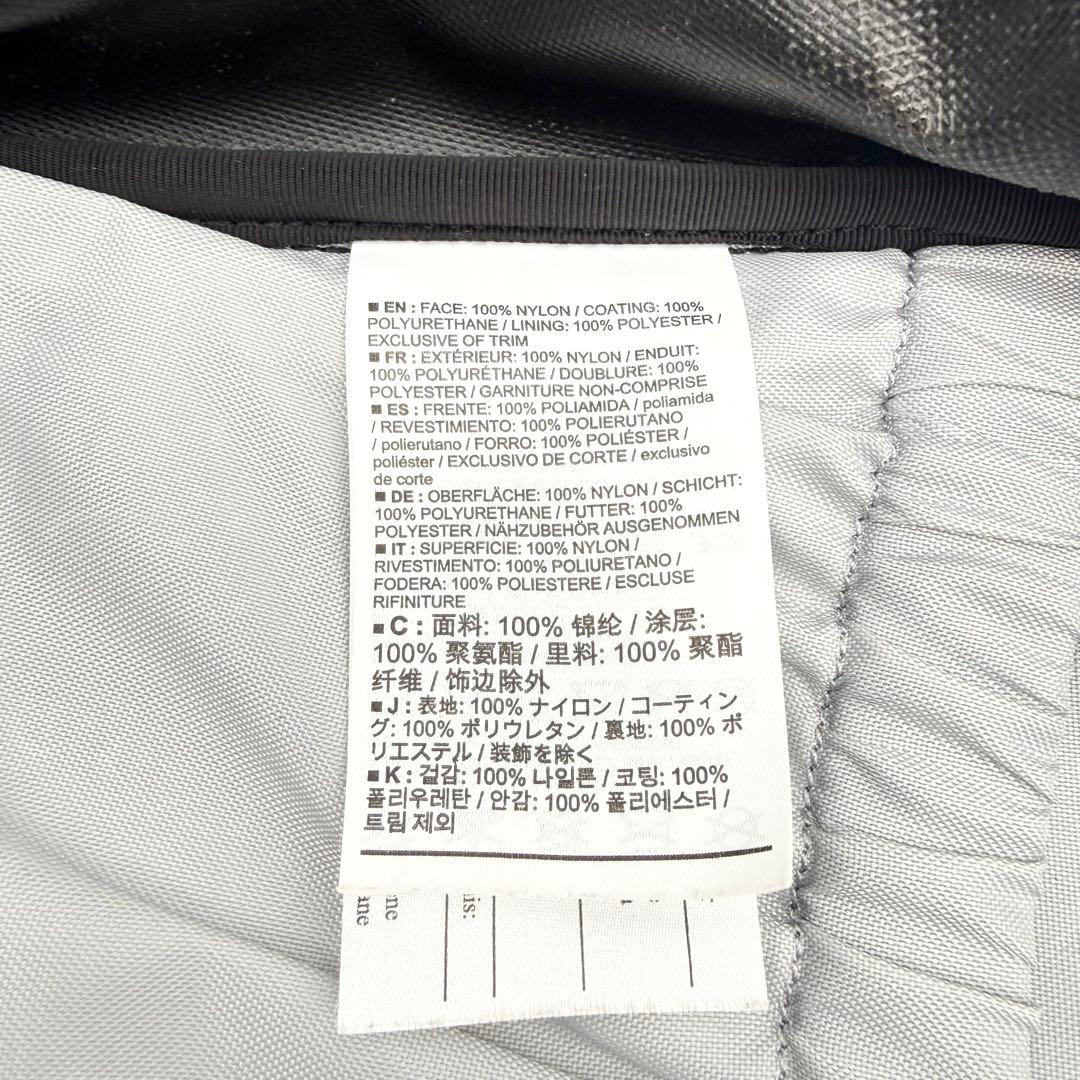 ■ EN : FACE: 100% NYLON / COATING: 100%
POLYURETHANE / LINING: 100% POLYESTER /
EXCLUSIVE OF TRIM
■ FR : EXTÉRIEUR: 100% NYLON / ENDUIT:
100% POLYURÉTHANE / DOUBLURE: 100%
POLYESTER / GARNITURE NON-COMPRISE
■ ES : FRENTE: 100% POLIAMIDA / poliamida
/ REVESTIMIENTO: 100% POLIERUTANO
/ polierutano / FORRO: 100% POLIÉSTER /
poliéster / EXCLUSIVO DE CORTE / exclusivo
de corte
■ DE : OBERFLÄCHE: 100% NYLON / SCHICHT:
100% POLYURETHANE / FUTTER: 100%
POLYESTER / NÄHZUBEHÖR AUSGENOMMEN
■ IT : SUPERFICIE: 100% NYLON /
RIVESTIMENTO: 100% POLIURETANO /
FODERA: 100% POLIESTERE / ESCLUSE
RIFINITURE
■ C : 面料: 100% 锦纶 / 涂层:
100% 聚氨酯 / 里料: 100% 聚酯
纤维 / 饰边除外
■ J : 表地: 100% ナイロン / コーティン
グ: 100% ポリウレタン / 裏地: 100% ポ
リエステル / 装飾を除く
■ K : 겉감: 100% 나일론 / 코팅: 100%
폴리우레탄 / 안감: 100% 폴리에스터 /
트림 제외